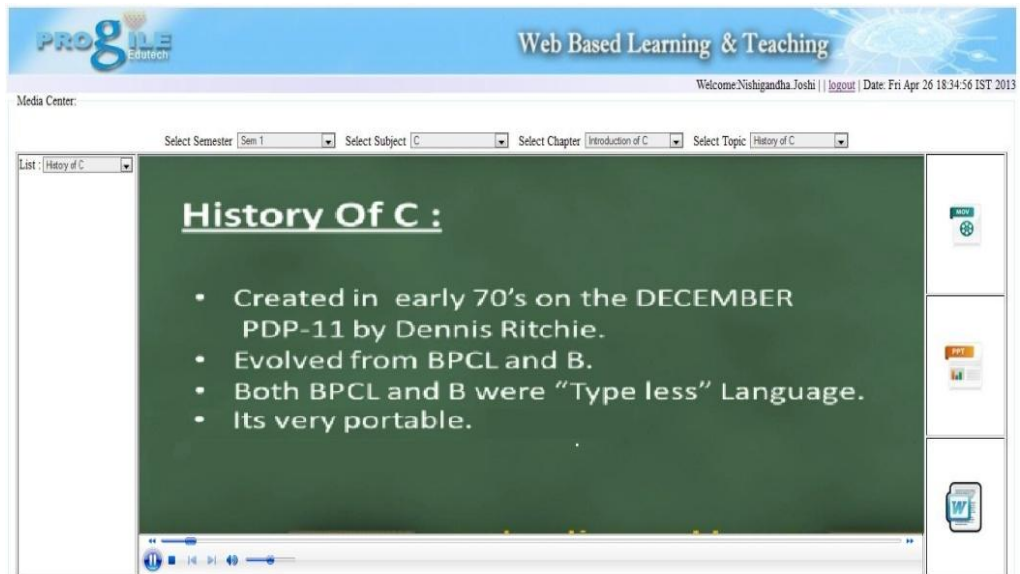 PROgILE
Edutech
Web Based Learning & Teaching
Welcome:Nishigandha.Joshi | | logout | Date: Fri Apr 26 18:34:56 IST 2013
Media Center:
Select Semester Sem 1 Select Subject C Select Chapter Introduction of C Select Topic History of C
List : Hstoy of C
History Of C :
• Created in early 70's on the DECEMBER
PDP-11 by Dennis Ritchie.
• Evolved from BPCL and B.
• Both BPCL and B were “Type less” Language.
• Its very portable.
MOV
PPT
W